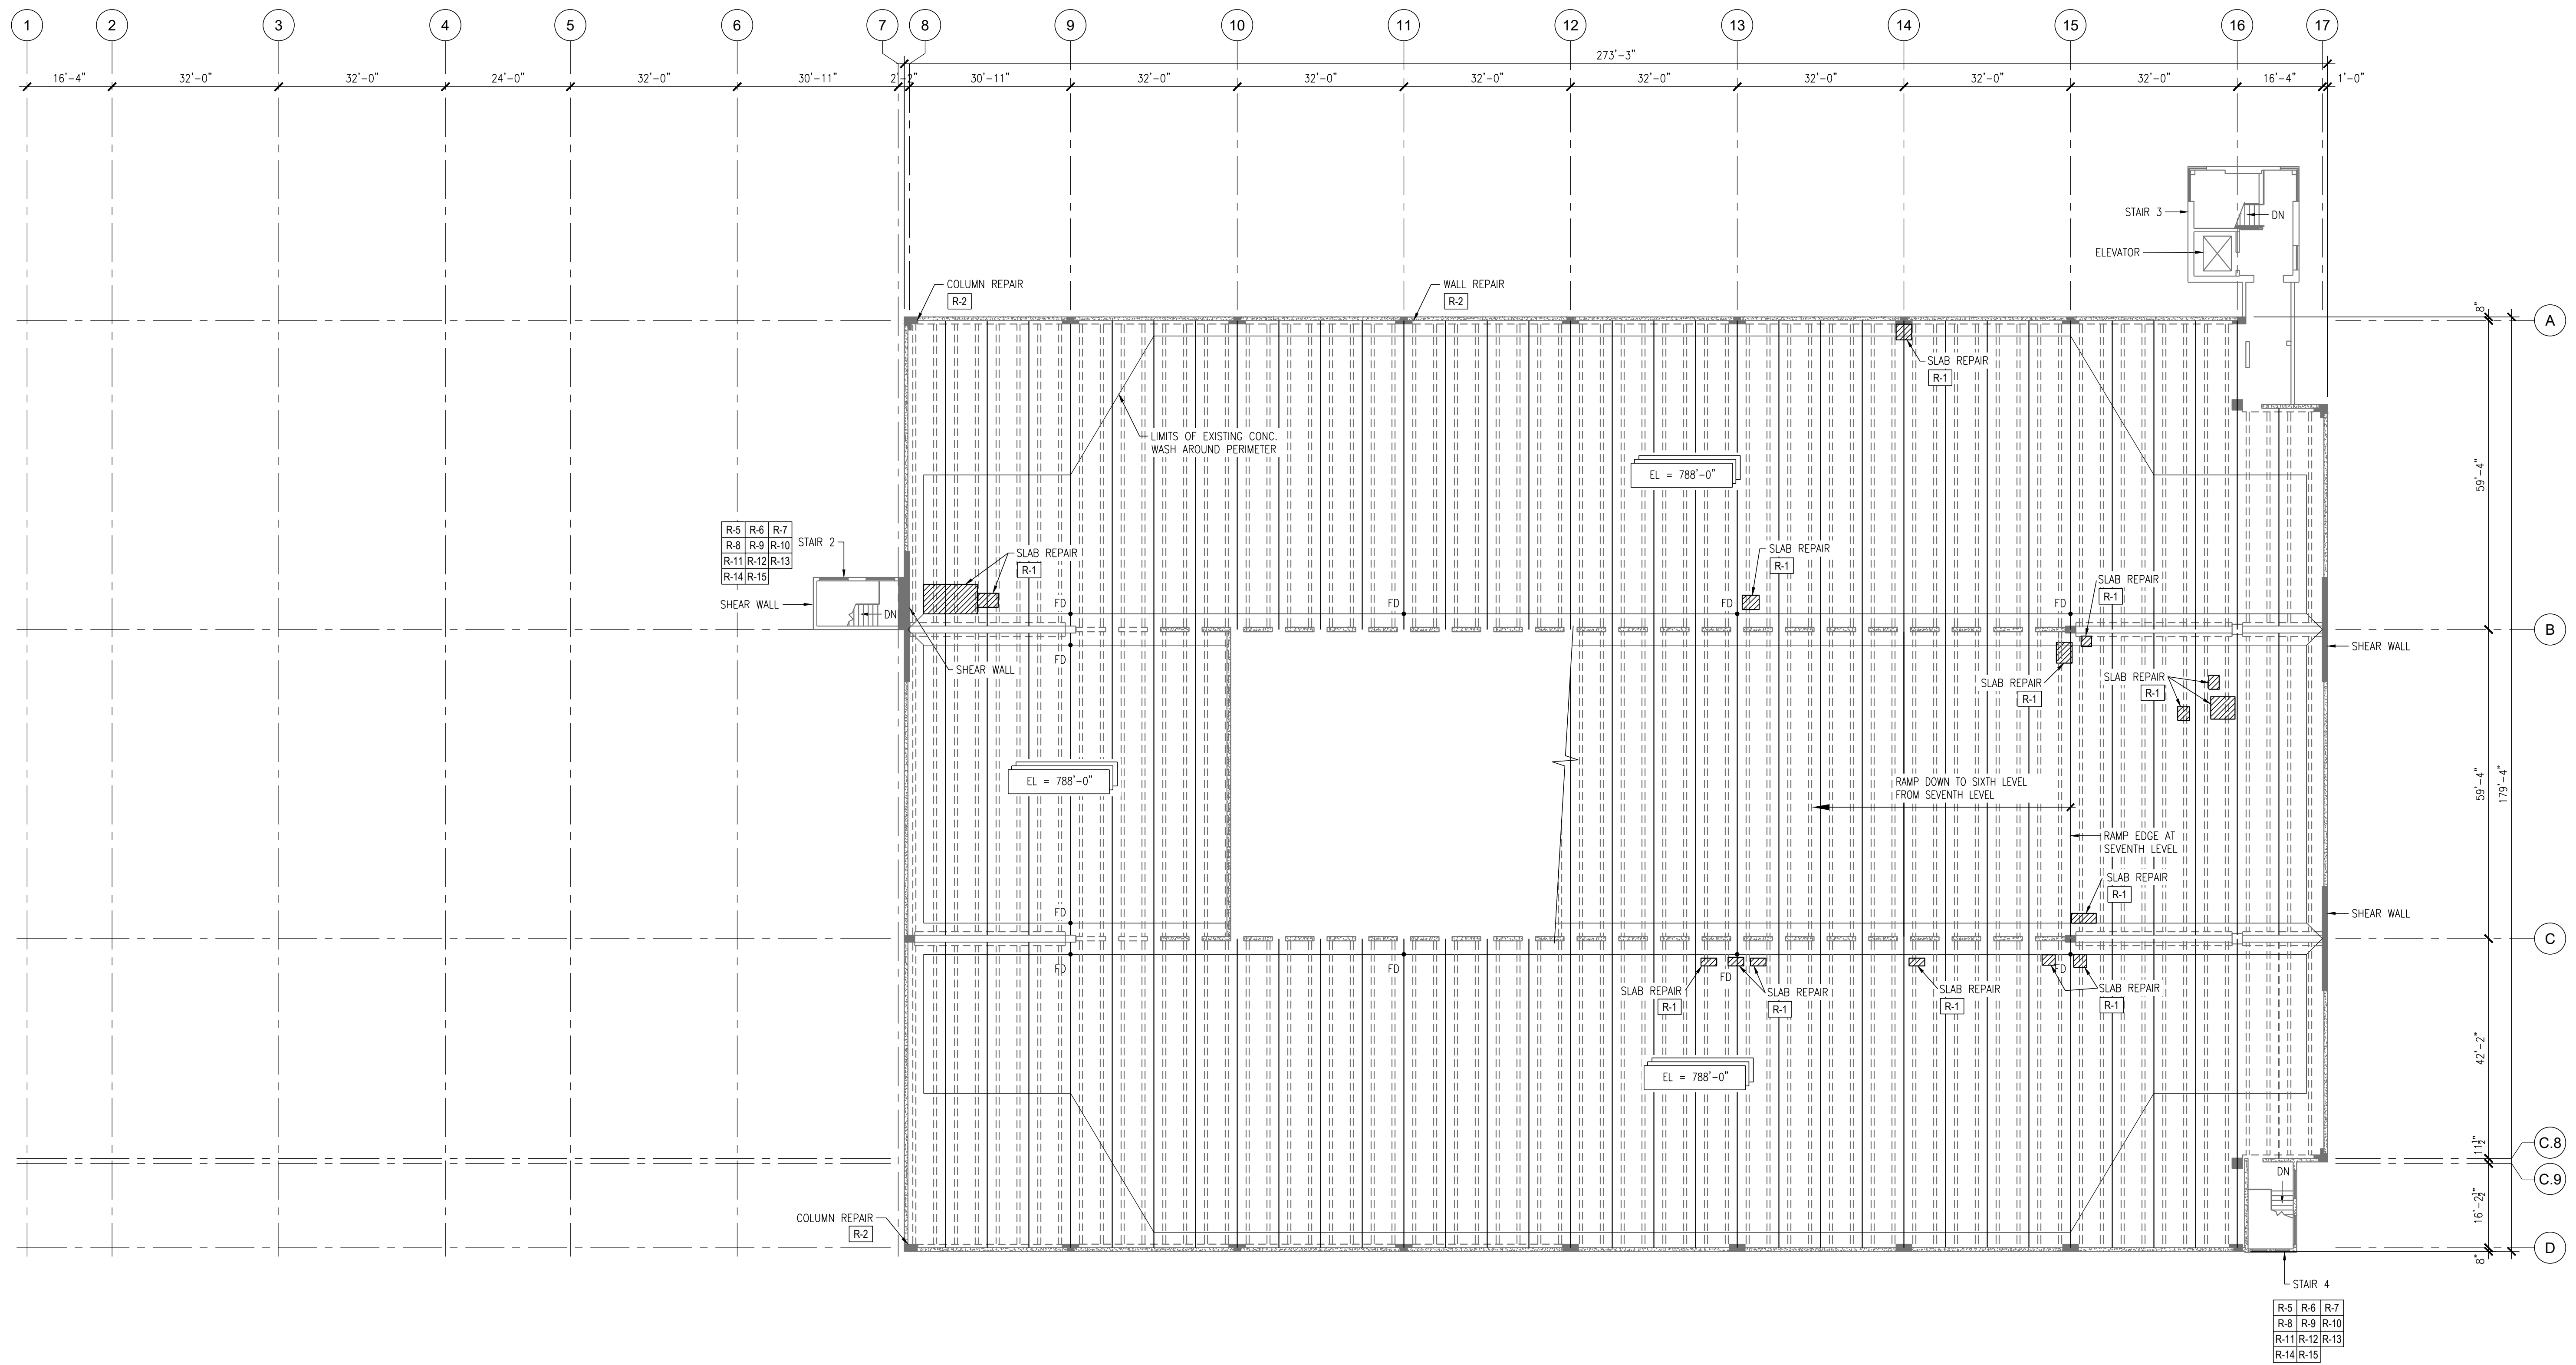 1 2 3 4 5 6 7 8 9 10 11 12 13 14 15 16 17
273'-3"
16'-4" 32'-0" 32'-0" 24'-0" 32'-0" 30'-11" 2'-2" 30'-11" 32'-0" 32'-0" 32'-0" 32'-0" 32'-0" 32'-0" 32'-0" 16'-4" 1'-0"
STAIR 3
DN
ELEVATOR
COLUMN REPAIR
R-2
WALL REPAIR
R-2
8"
A
SLAB REPAIR
R-1
LIMITS OF EXISTING CONC.
WASH AROUND PERIMETER
EL = 788'-0"
59'-4"
R-5 R-6 R-7
R-8 R-9 R-10
R-11 R-12 R-13
R-14 R-15
STAIR 2
SLAB REPAIR
R-1
SLAB REPAIR
R-1
SLAB REPAIR
R-1
SHEAR WALL
DN
FD
FD
FD
FD
B
SHEAR WALL
FD
SHEAR WALL
SLAB REPAIR
R-1
SLAB REPAIR
R-1
EL = 788'-0"
RAMP DOWN TO SIXTH LEVEL
FROM SEVENTH LEVEL
59'-4"
179'-4"
RAMP EDGE AT
SEVENTH LEVEL
SLAB REPAIR
R-1
FD
SHEAR WALL
C
FD
FD
FD
FD
SLAB REPAIR
R-1
SLAB REPAIR
R-1
SLAB REPAIR
R-1
SLAB REPAIR
R-1
42'-2"
EL = 788'-0"
11½"
C.8
DN
C.9
16'-2½"
COLUMN REPAIR
R-2
D
8"
STAIR 4
R-5 R-6 R-7
R-8 R-9 R-10
R-11 R-12 R-13
R-14 R-15